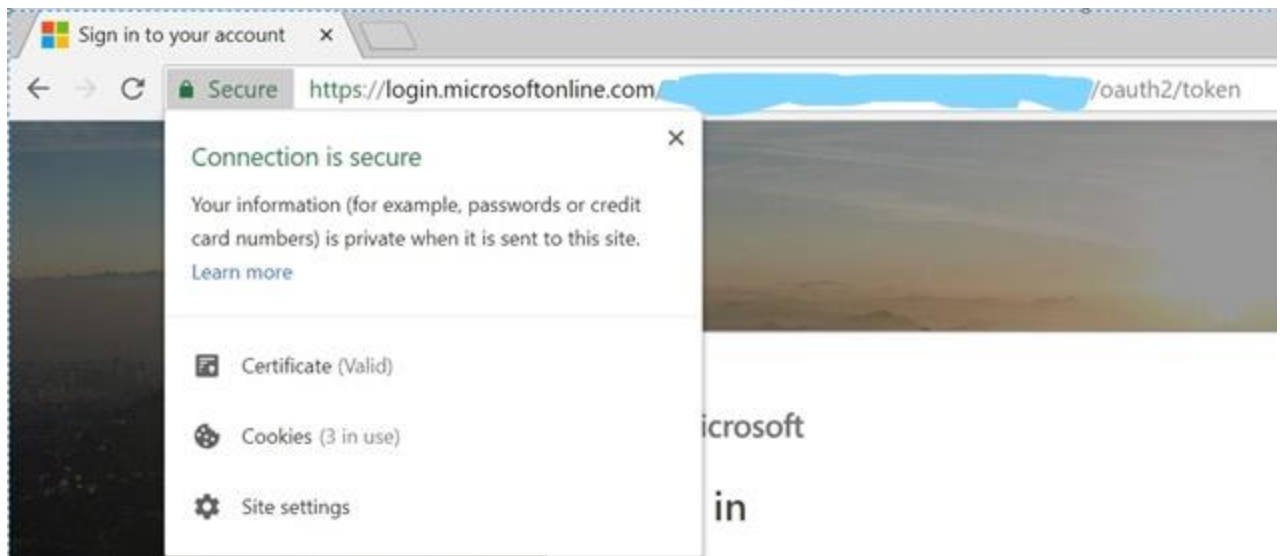 Sign in to your account
Secure https://login.microsoftonline.com/ /oauth2/token
Connection is secure
Your information (for example, passwords or credit
card numbers) is private when it is sent to this site.
Learn more
Certificate (Valid)
Cookies (3 in use)
Site settings
icrosoft
in